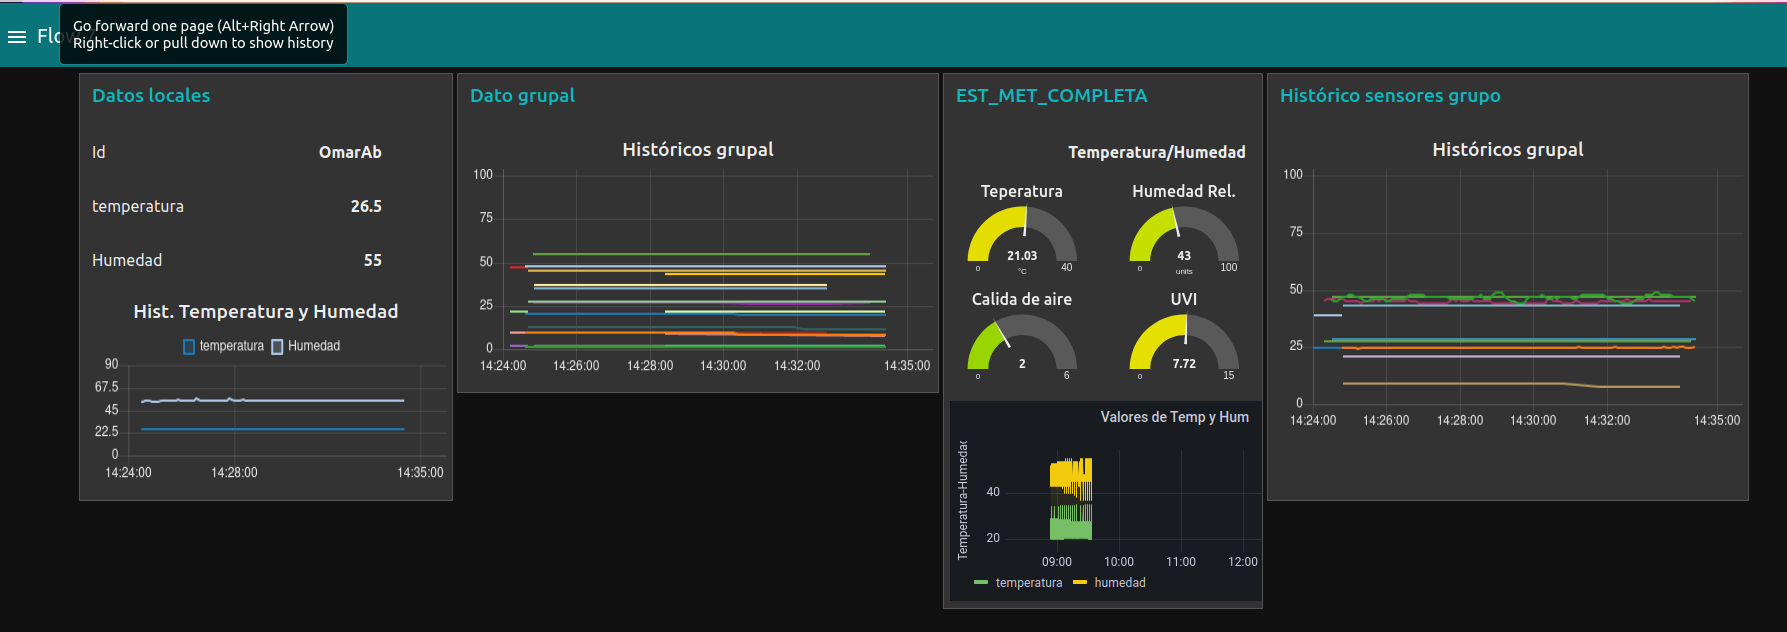 Go forward one page (Alt+Right Arrow)
Right-click or pull down to show history
Datos locales
Id OmarAb
temperatura 26.5
Humedad 55
Hist. Temperatura y Humedad
temperatura Humedad
90
67.5
45
22.5
0
14:24:00 14:28:00 14:35:00
Dato grupal
Históricos grupal
100
75
50
25
0
14:24:00 14:26:00 14:28:00 14:30:00 14:32:00 14:35:00
EST_MET_COMPLETA
Temperatura/Humedad
Teperatura Humedad Rel.
21.03 43
0 °C 40 0 units 100
Calida de aire UVI
2 7.72
0 6 0 15
Valores de Temp y Hum
Temperatura-Humedad
40
20
09:00 10:00 11:00 12:00
temperatura humedad
Histórico sensores grupo
Históricos grupal
100
75
50
25
0
14:24:00 14:26:00 14:28:00 14:30:00 14:32:00 14:35:00